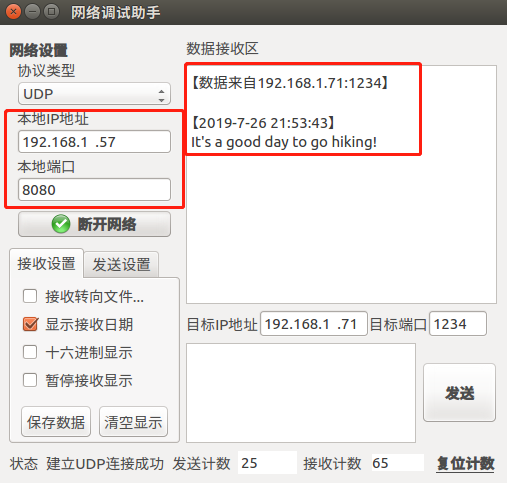 网络调试助手
网络设置
协议类型
UDP
本地IP地址
192.168.1 .57
本地端口
8080
断开网络
接收设置 发送设置
接收转向文件...
显示接收日期
十六进制显示
暂停接收显示
保存数据 清空显示
数据接收区
【数据来自192.168.1.71:1234】
【2019-7-26 21:53:43】
It's a good day to go hiking!
目标IP地址 192.168.1 .71 目标端口 1234
发送
状态 建立UDP连接成功 发送计数 25 接收计数 65 复位计数